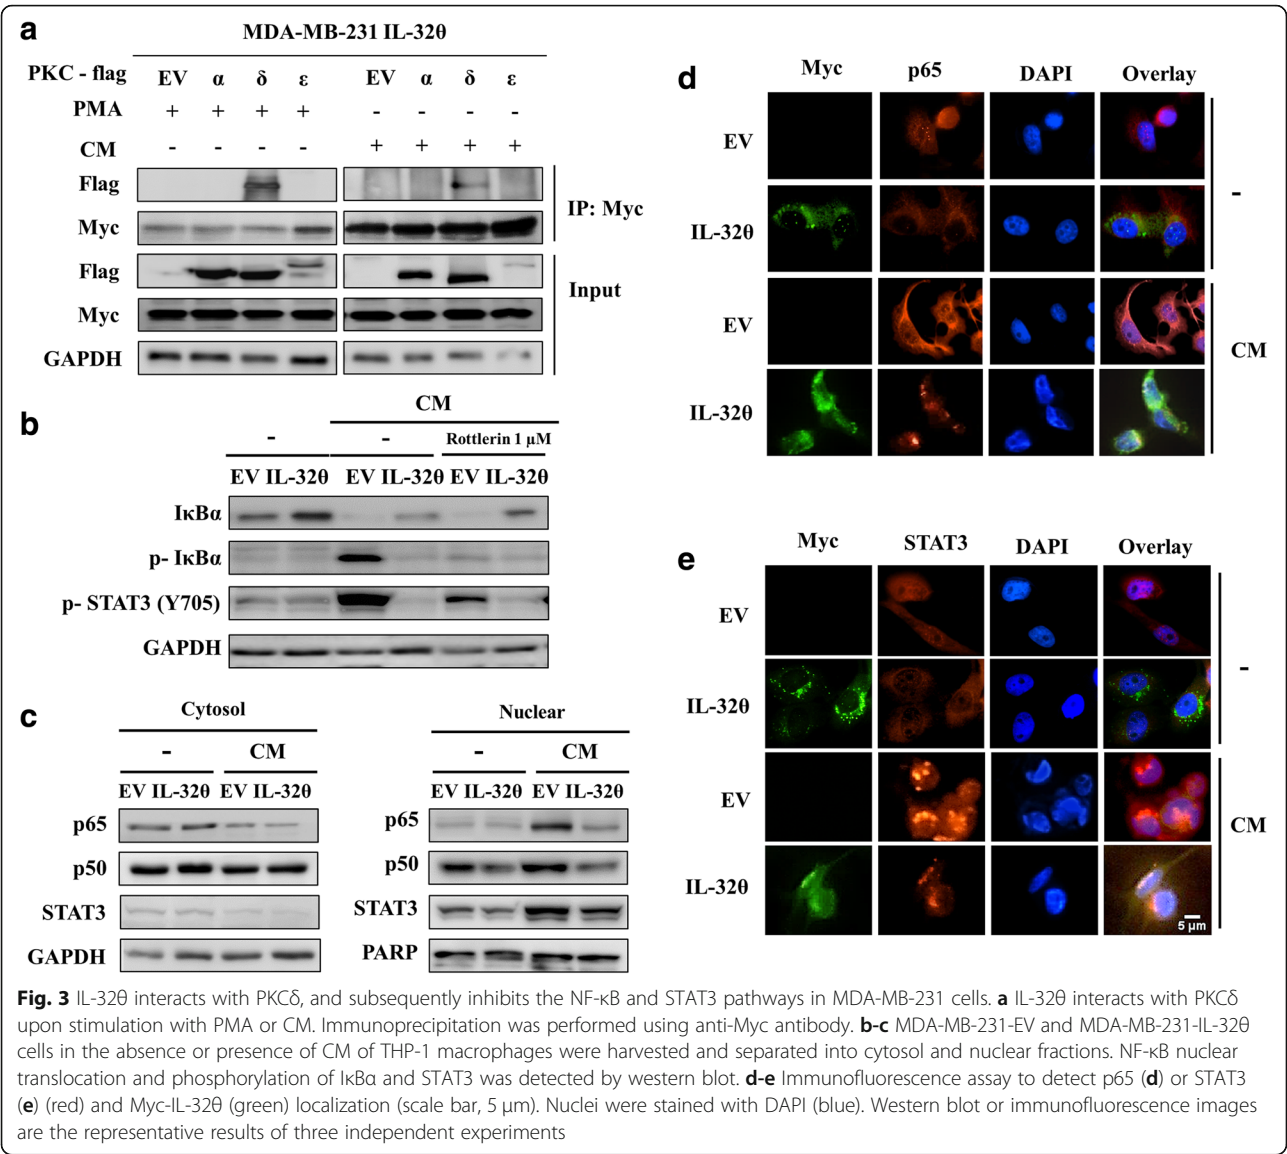 a
MDA-MB-231 IL-32θ
PKC - flag EV α δ ε EV α δ ε
PMA + + + + - - - -
CM - - - - + + + +
Flag
Myc
IP: Myc
Flag
Myc
GAPDH
Input
b
CM
- - Rottlerin 1 μM
EV IL-32θ EV IL-32θ EV IL-32θ
IκBα
p- IκBα
p- STAT3 (Y705)
GAPDH
c
Cytosol
- CM
EV IL-32θ EV IL-32θ
p65
p50
STAT3
GAPDH
Nuclear
- CM
EV IL-32θ EV IL-32θ
p65
p50
STAT3
PARP
d
Myc p65 DAPI Overlay
EV
IL-32θ
-
EV
IL-32θ
CM
e
Myc STAT3 DAPI Overlay
EV
IL-32θ
-
EV
IL-32θ
CM
5 μm
Fig. 3 IL-32θ interacts with PKCδ, and subsequently inhibits the NF-κB and STAT3 pathways in MDA-MB-231 cells. a IL-32θ interacts with PKCδ
upon stimulation with PMA or CM. Immunoprecipitation was performed using anti-Myc antibody. b-c MDA-MB-231-EV and MDA-MB-231-IL-32θ
cells in the absence or presence of CM of THP-1 macrophages were harvested and separated into cytosol and nuclear fractions. NF-κB nuclear
translocation and phosphorylation of IκBα and STAT3 was detected by western blot. d-e Immunofluorescence assay to detect p65 (d) or STAT3
(e) (red) and Myc-IL-32θ (green) localization (scale bar, 5 μm). Nuclei were stained with DAPI (blue). Western blot or immunofluorescence images
are the representative results of three independent experiments